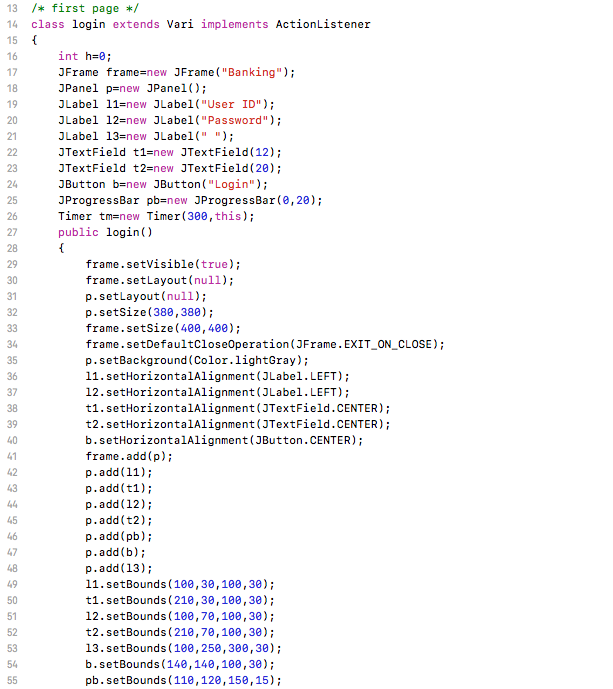 13 /* first page */
14 class login extends Vari implements ActionListener
15 {
16     int h=0;
17     JFrame frame=new JFrame("Banking");
18     JPanel p=new JPanel();
19     JLabel l1=new JLabel("User ID");
20     JLabel l2=new JLabel("Password");
21     JLabel l3=new JLabel(" ");
22     JTextField t1=new JTextField(12);
23     JTextField t2=new JTextField(20);
24     JButton b=new JButton("Login");
25     JProgressBar pb=new JProgressBar(0,20);
26     Timer tm=new Timer(300,this);
27     public login()
28     {
29         frame.setVisible(true);
30         frame.setLayout(null);
31         p.setLayout(null);
32         p.setSize(380,380);
33         frame.setSize(400,400);
34         frame.setDefaultCloseOperation(JFrame.EXIT_ON_CLOSE);
35         p.setBackground(Color.lightGray);
36         l1.setHorizontalAlignment(JLabel.LEFT);
37         l2.setHorizontalAlignment(JLabel.LEFT);
38         t1.setHorizontalAlignment(JTextField.CENTER);
39         t2.setHorizontalAlignment(JTextField.CENTER);
40         b.setHorizontalAlignment(JButton.CENTER);
41         frame.add(p);
42         p.add(l1);
43         p.add(t1);
44         p.add(l2);
45         p.add(t2);
46         p.add(pb);
47         p.add(b);
48         p.add(l3);
49         l1.setBounds(100,30,100,30);
50         t1.setBounds(210,30,100,30);
51         l2.setBounds(100,70,100,30);
52         t2.setBounds(210,70,100,30);
53         l3.setBounds(100,250,300,30);
54         b.setBounds(140,140,100,30);
55         pb.setBounds(110,120,150,15);